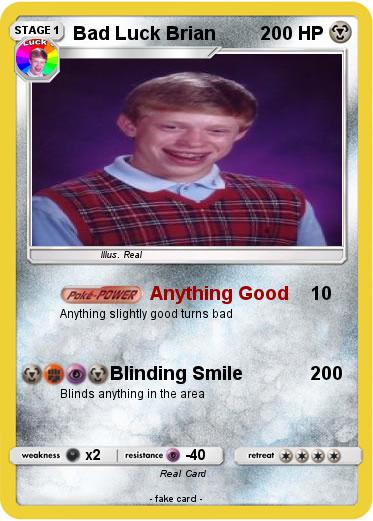 STAGE 1 Bad Luck Brian 200 HP
Luck
Illus. Real
Poké-POWER Anything Good 10
Anything slightly good turns bad
Blinding Smile 200
Blinds anything in the area
weakness x2 resistance -40 retreat
Real Card
- fake card -